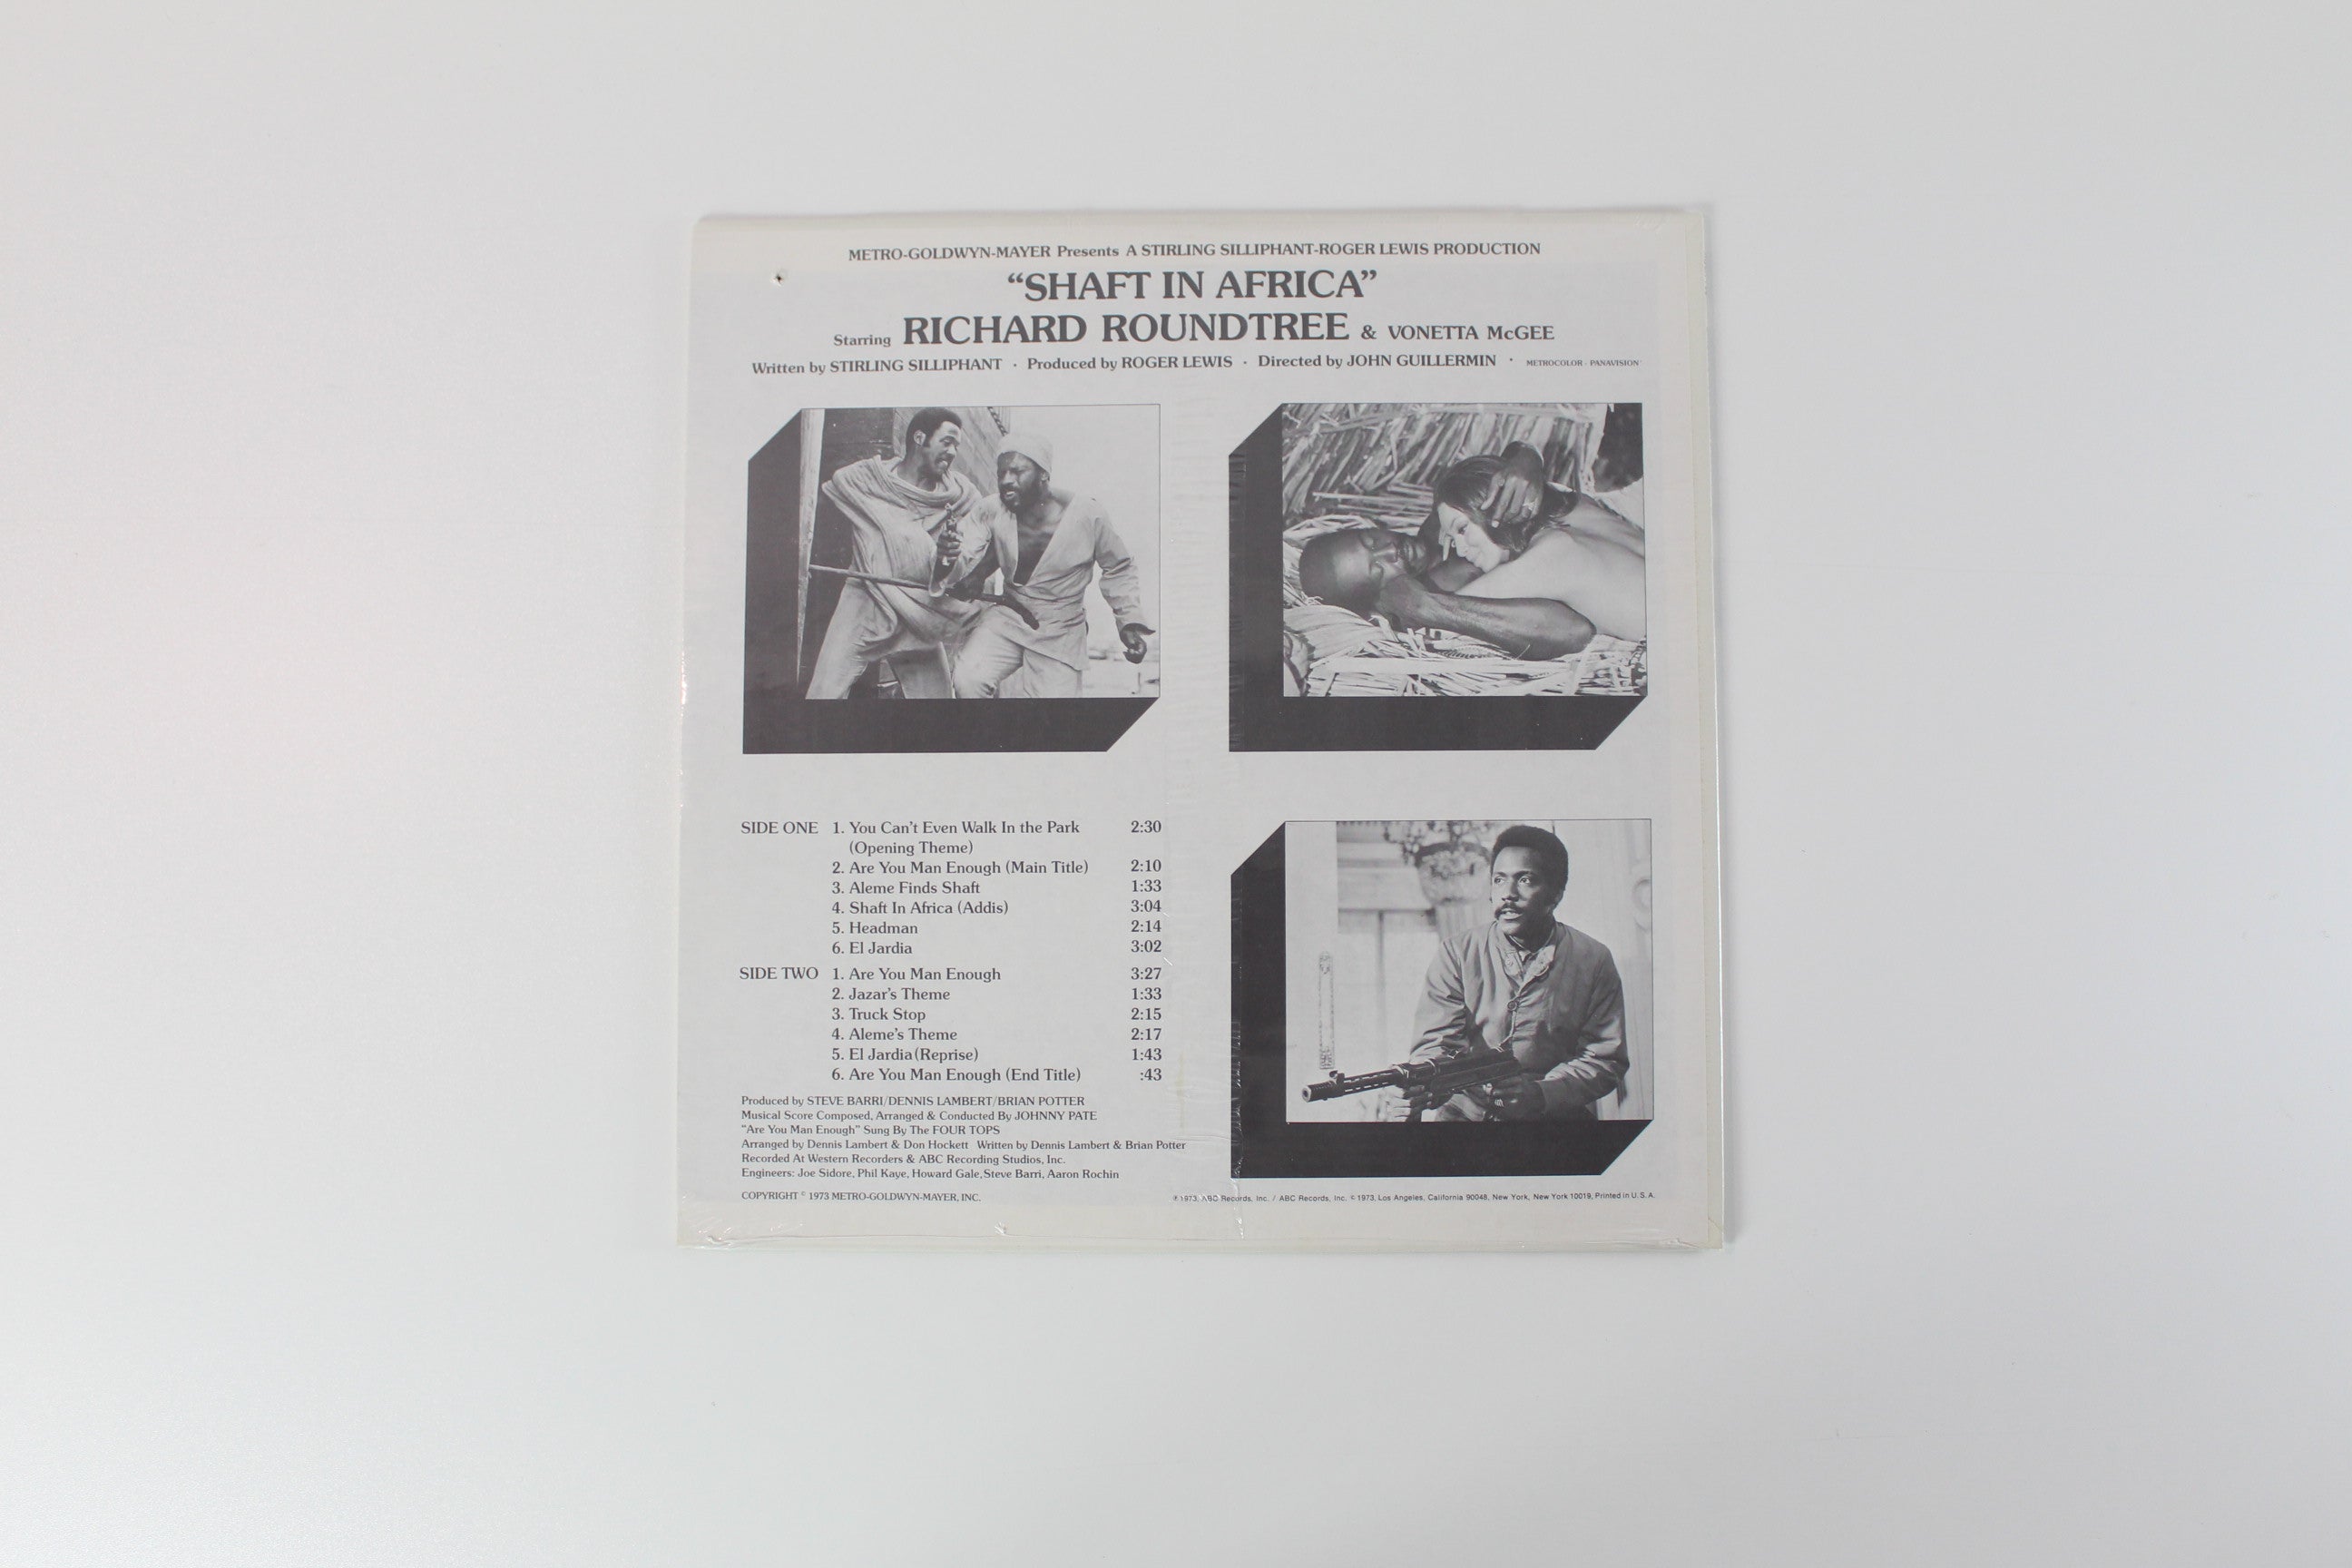 METRO-GOLDWYN-MAYER Presents A STIRLING SILLIPHANT-ROGER LEWIS PRODUCTION
“SHAFT IN AFRICA”
Starring RICHARD ROUNDTREE & VONETTA McGEE
Written by STIRLING SILLIPHANT · Produced by ROGER LEWIS · Directed by JOHN GUILLERMIN · METROCOLOR · PANAVISION
SIDE ONE 1. You Can't Even Walk In the Park 2:30
(Opening Theme)
2. Are You Man Enough (Main Title) 2:10
3. Aleme Finds Shaft 1:33
4. Shaft In Africa (Addis) 3:04
5. Headman 2:14
6. El Jardia 3:02
SIDE TWO 1. Are You Man Enough 3:27
2. Jazar's Theme 1:33
3. Truck Stop 2:15
4. Aleme's Theme 2:17
5. El Jardia (Reprise) 1:43
6. Are You Man Enough (End Title) :43
Produced by STEVE BARRI/DENNIS LAMBERT/BRIAN POTTER
Musical Score Composed, Arranged & Conducted By JOHNNY PATE
"Are You Man Enough" Sung By The FOUR TOPS
Arranged by Dennis Lambert & Don Hockett Written by Dennis Lambert & Brian Potter
Recorded At Western Recorders & ABC Recording Studios, Inc.
Engineers: Joe Sidore, Phil Kaye, Howard Gale, Steve Barri, Aaron Rochin
COPYRIGHT © 1973 METRO-GOLDWYN-MAYER, INC.
℗ 1973, ABC Records, Inc. / ABC Records, Inc. © 1973, Los Angeles, California 90048, New York, New York 10019, Printed in U.S.A.